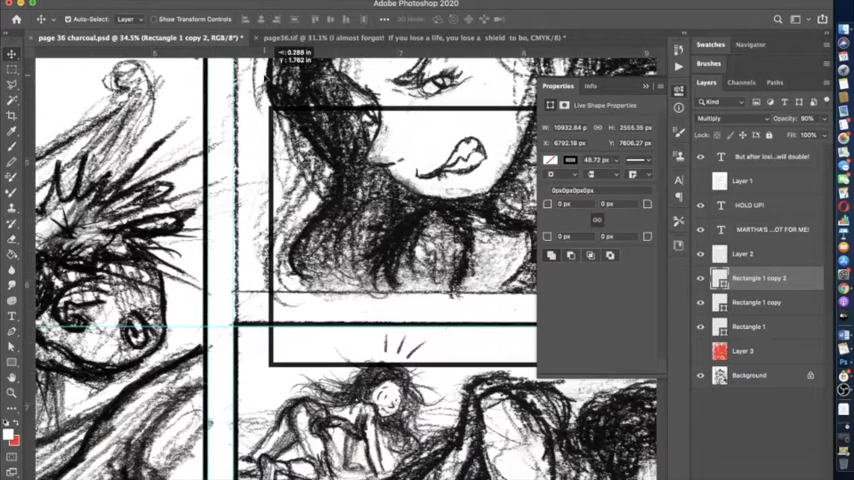 Adobe Photoshop 2020
Auto-Select: Layer Show Transform Controls 3D Mode:
page 36 charcoal.psd @ 34.5% (Rectangle 1 copy 2, RGB/8*) *
page36.tif @ 31.1% (I almost forgot! If you lose a life, you lose a shield to bo, CMYK/8) *
5 7 8 9
0.288 in
Y: 1.762 in
Properties Info
Live Shape Properties
W: 10932.84 p H: 2555.35 px
X: 6792.18 px Y: 7606.27 px
48.72 px
0px0px0px0px
0 px 0 px
0 px 0 px
Swatches Navigator
Brushes
Layers Channels Paths
Kind
Multiply Opacity: 90%
Lock: Fill: 100%
But after losi...will double!
Layer 1
HOLD UP!
MARTHA'S ...OT FOR ME!
Layer 2
Rectangle 1 copy 2
Rectangle 1 copy
Rectangle 1
Layer 3
Background